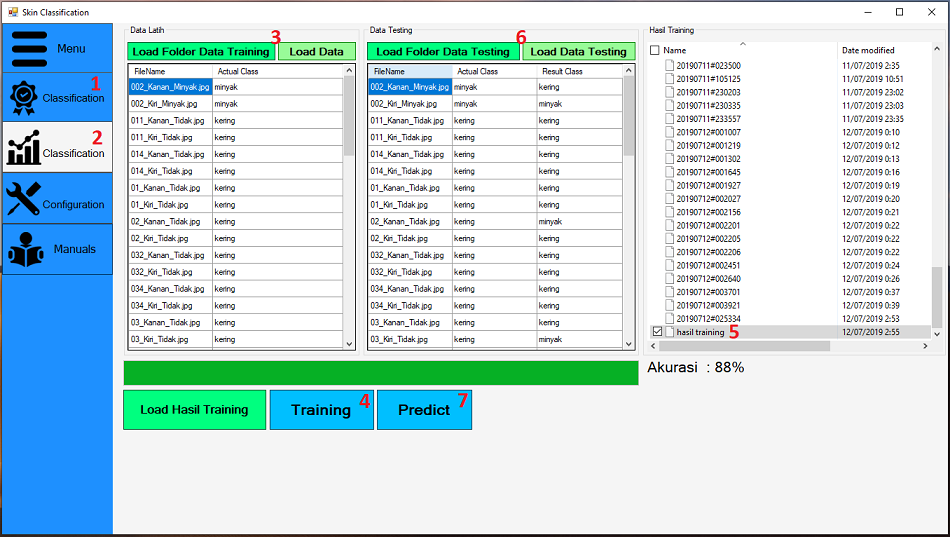 Skin Classification
Menu
1
Classification
2
Classification
Configuration
Manuals
Data Latih
3
Load Folder Data Training Load Data
FileName Actual Class
002_Kanan_Minyak.jpg minyak
002_Kiri_Minyak.jpg minyak
011_Kanan_Tidak.jpg kering
011_Kiri_Tidak.jpg kering
014_Kanan_Tidak.jpg kering
014_Kiri_Tidak.jpg kering
01_Kanan_Tidak.jpg kering
01_Kiri_Tidak.jpg kering
02_Kanan_Tidak.jpg kering
02_Kiri_Tidak.jpg kering
032_Kanan_Tidak.jpg kering
032_Kiri_Tidak.jpg kering
034_Kanan_Tidak.jpg kering
034_Kiri_Tidak.jpg kering
03_Kanan_Tidak.jpg kering
03_Kiri_Tidak.jpg kering
Data Testing
6
Load Folder Data Testing Load Data Testing
FileName Actual Class Result Class
002_Kanan_Minyak.jpg minyak kering
002_Kiri_Minyak.jpg minyak kering
011_Kanan_Tidak.jpg kering kering
011_Kiri_Tidak.jpg kering kering
014_Kanan_Tidak.jpg kering kering
014_Kiri_Tidak.jpg kering kering
01_Kanan_Tidak.jpg kering kering
01_Kiri_Tidak.jpg kering kering
02_Kanan_Tidak.jpg kering minyak
02_Kiri_Tidak.jpg kering kering
032_Kanan_Tidak.jpg kering kering
032_Kiri_Tidak.jpg kering kering
034_Kanan_Tidak.jpg kering kering
034_Kiri_Tidak.jpg kering kering
03_Kanan_Tidak.jpg kering kering
03_Kiri_Tidak.jpg kering minyak
Hasil Training
Name Date modified
20190711#023500 11/07/2019 2:35
20190711#105125 11/07/2019 10:51
20190711#230203 11/07/2019 23:02
20190711#230335 11/07/2019 23:03
20190711#233557 11/07/2019 23:35
20190712#001007 12/07/2019 0:10
20190712#001219 12/07/2019 0:12
20190712#001302 12/07/2019 0:13
20190712#001645 12/07/2019 0:16
20190712#001927 12/07/2019 0:19
20190712#002027 12/07/2019 0:20
20190712#002156 12/07/2019 0:21
20190712#002201 12/07/2019 0:22
20190712#002205 12/07/2019 0:22
20190712#002206 12/07/2019 0:22
20190712#002451 12/07/2019 0:24
20190712#002640 12/07/2019 0:26
20190712#003701 12/07/2019 0:37
20190712#003921 12/07/2019 0:39
20190712#025334 12/07/2019 2:53
hasil training 5 12/07/2019 2:55
Akurasi : 88%
Load Hasil Training Training 4 Predict 7